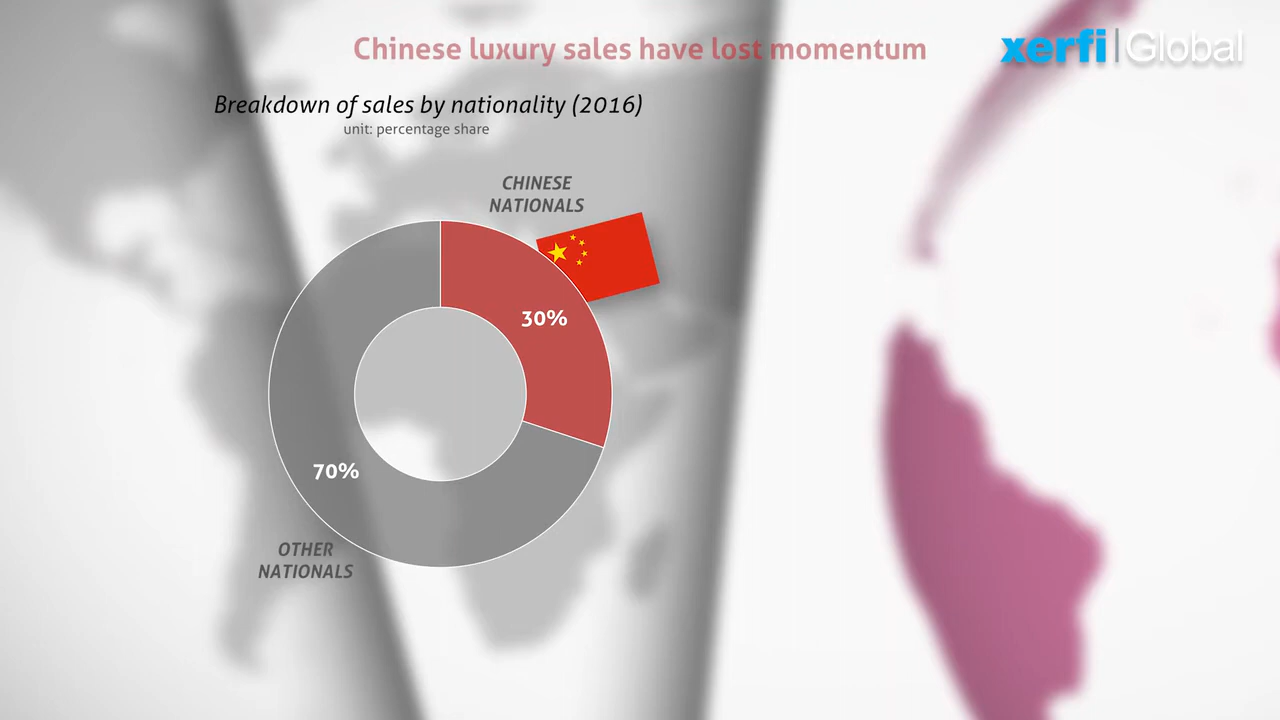 Chinese luxury sales have lost momentum
xerfi | Global
Breakdown of sales by nationality (2016)
unit: percentage share
CHINESE
NATIONALS
30%
70%
OTHER
NATIONALS